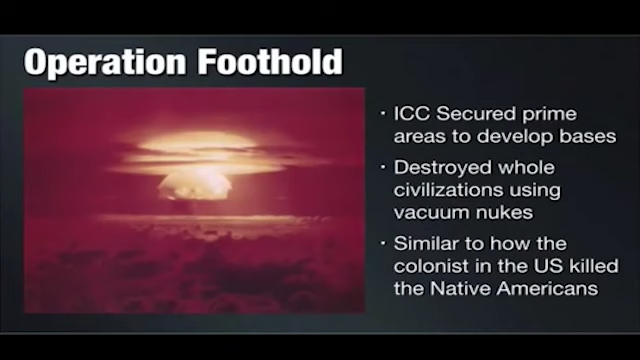 Operation Foothold
· ICC Secured prime
areas to develop bases
· Destroyed whole
civilizations using
vacuum nukes
· Similar to how the
colonist in the US killed
the Native Americans